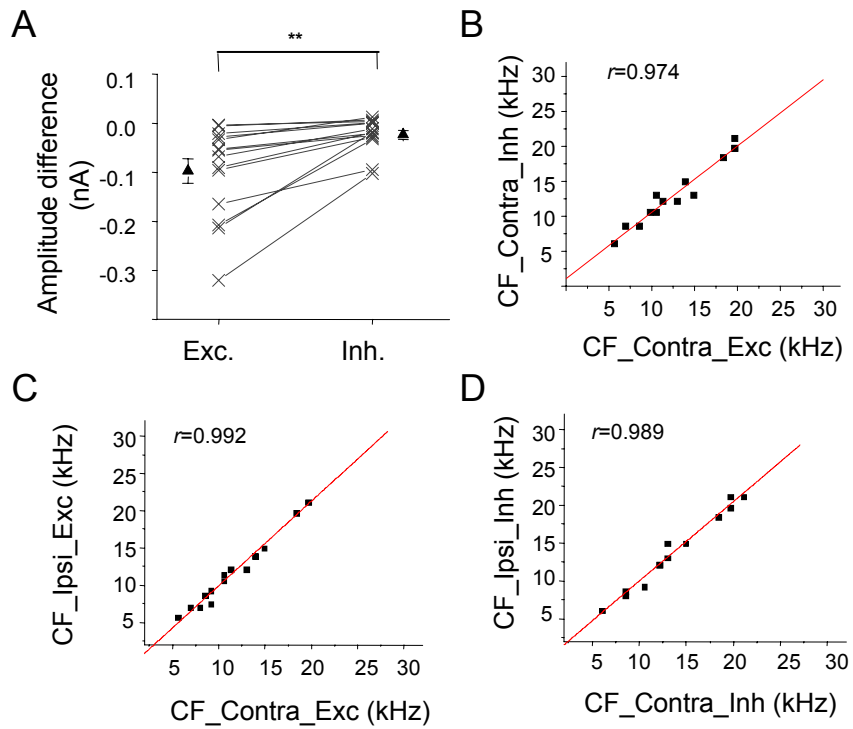 A
**
Amplitude difference
(nA)
0.1
0.0
-0.1
-0.2
-0.3
Exc.
Inh.
B
r=0.974
CF_Contra_Inh (kHz)
30
25
20
15
10
5
5 10 15 20 25 30
CF_Contra_Exc (kHz)
C
r=0.992
CF_Ipsi_Exc (kHz)
30
25
20
15
10
5
5 10 15 20 25 30
CF_Contra_Exc (kHz)
D
r=0.989
CF_Ipsi_Inh (kHz)
30
25
20
15
10
5
5 10 15 20 25 30
CF_Contra_Inh (kHz)